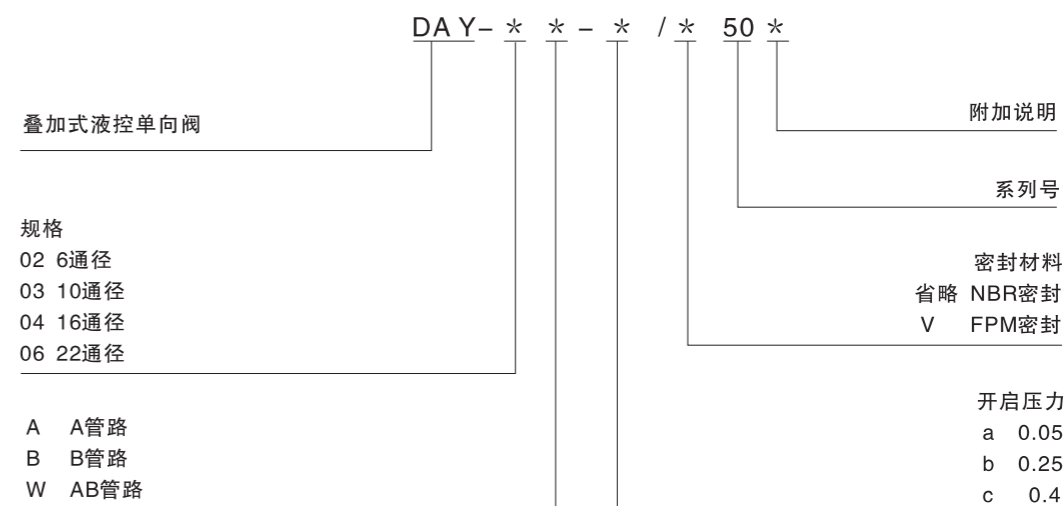 DAY-＊ ＊ - ＊ / ＊ 50 ＊
叠加式液控单向阀
规格
02 6通径
03 10通径
04 16通径
06 22通径
A A管路
B B管路
W AB管路
附加说明
系列号
密封材料
省略 NBR密封
V FPM密封
开启压力
a 0.05
b 0.25
c 0.4